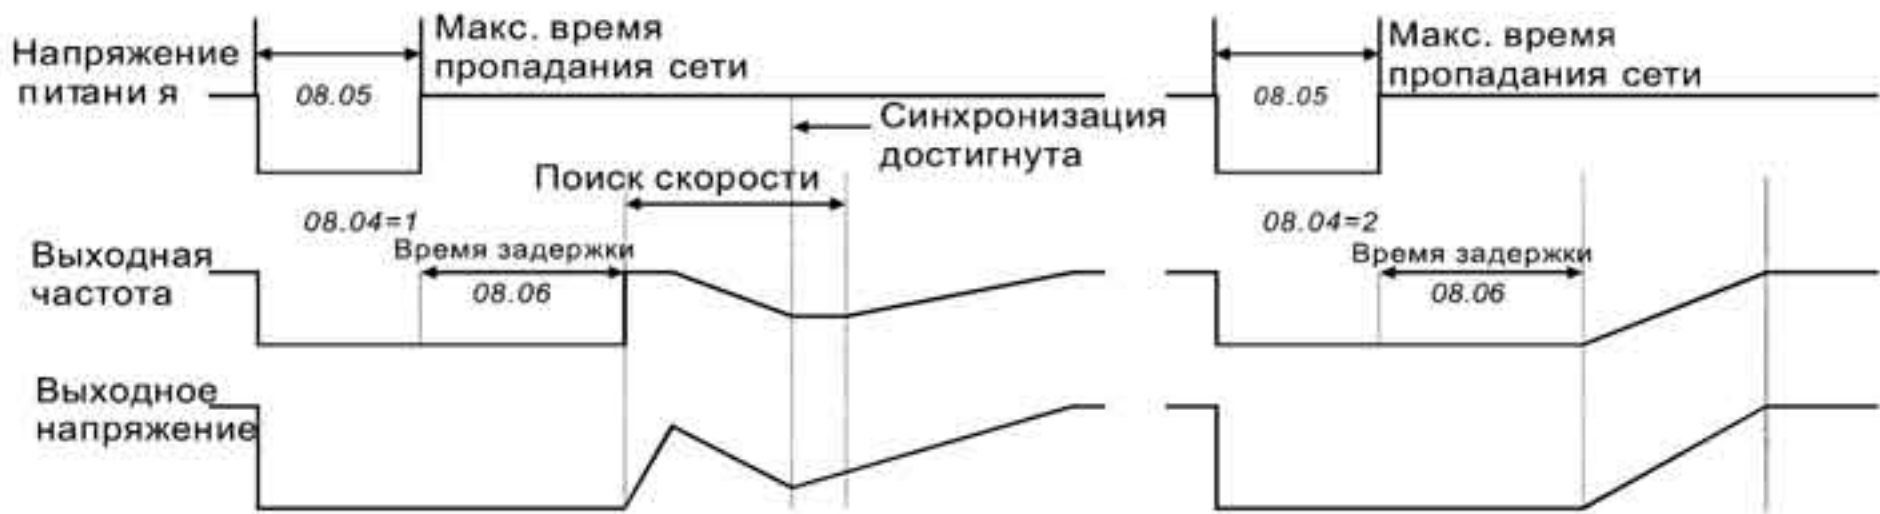 Напряжение
питания
08.05
Макс. время
пропадания сети
Синхронизация
достигнута
Поиск скорости
08.04=1
Выходная
частота
Время задержки
08.06
Выходное
напряжение
08.05
Макс. время
пропадания сети
08.04=2
Время задержки
08.06